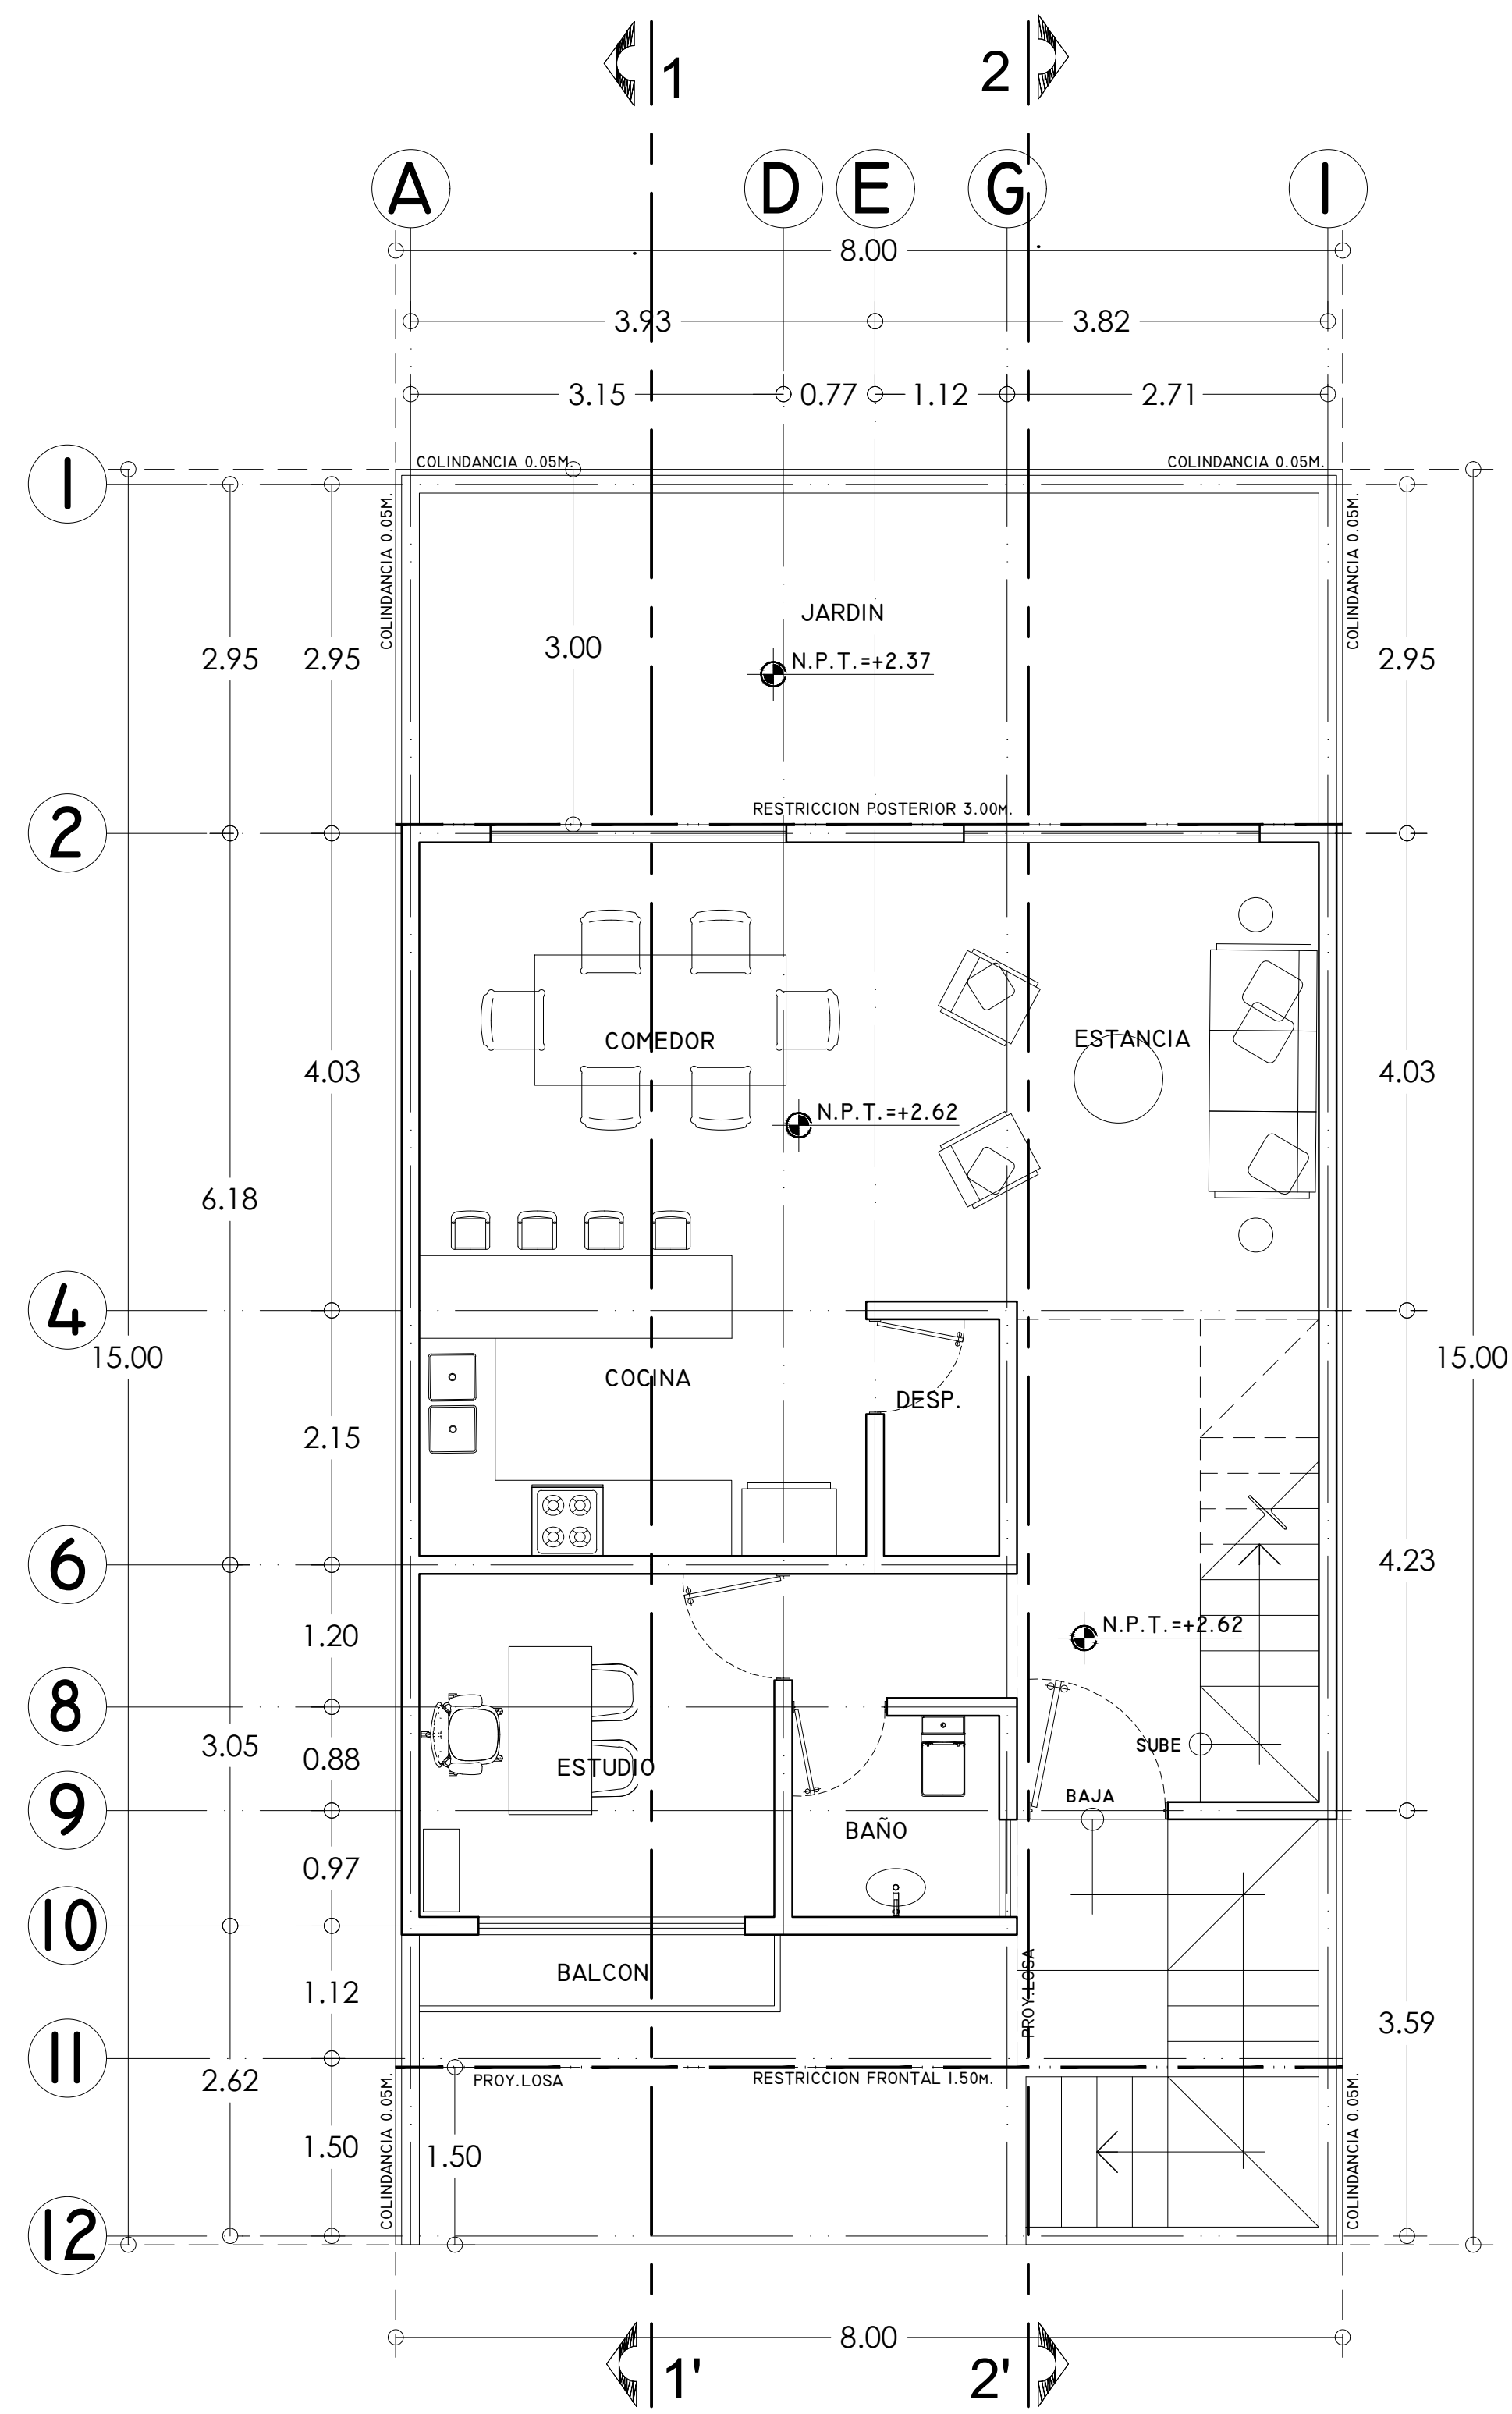 1 2
A D E G I
8.00
3.93 3.82
3.15 0.77 1.12 2.71
COLINDANCIA 0.05M. COLINDANCIA 0.05M.
1
COLINDANCIA 0.05M. COLINDANCIA 0.05M.
JARDIN
2.95 2.95 3.00 N.P.T.=+2.37 2.95
RESTRICCION POSTERIOR 3.00M.
2
COMEDOR ESTANCIA
4.03 4.03
N.P.T.=+2.62
6.18
4
15.00 15.00
COCINA
DESP.
2.15
6 4.23
1.20 N.P.T.=+2.62
8
3.05 0.88 ESTUDIO SUBE
BAJA
9 BAÑO
0.97
10
BALCON
1.12 PROY.LOSA 3.59
11
2.62 PROY.LOSA RESTRICCION FRONTAL 1.50M.
COLINDANCIA 0.05M. COLINDANCIA 0.05M.
1.50 1.50
12
8.00
1' 2'